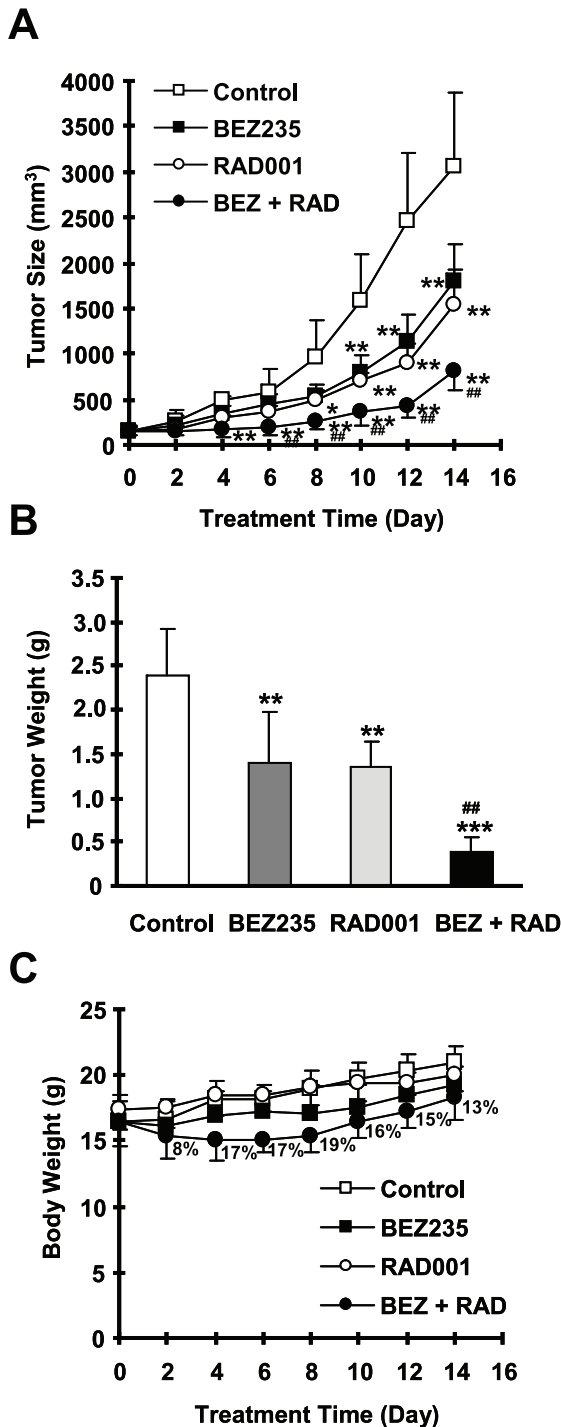 A
Tumor Size (mm³)
4000
3500
3000
2500
2000
1500
1000
500
0
Control
BEZ235
RAD001
BEZ + RAD
** ** **
** ** **
*
** ** ** ** ** **
## ## ## ## ##
0 2 4 6 8 10 12 14 16
Treatment Time (Day)
B
Tumor Weight (g)
3.5
3.0
2.5
2.0
1.5
1.0
0.5
0
**
**
##
***
Control BEZ235 RAD001 BEZ + RAD
C
Body Weight (g)
25
20
15
10
5
0
8% 17% 17% 19% 16% 15% 13%
Control
BEZ235
RAD001
BEZ + RAD
0 2 4 6 8 10 12 14 16
Treatment Time (Day)